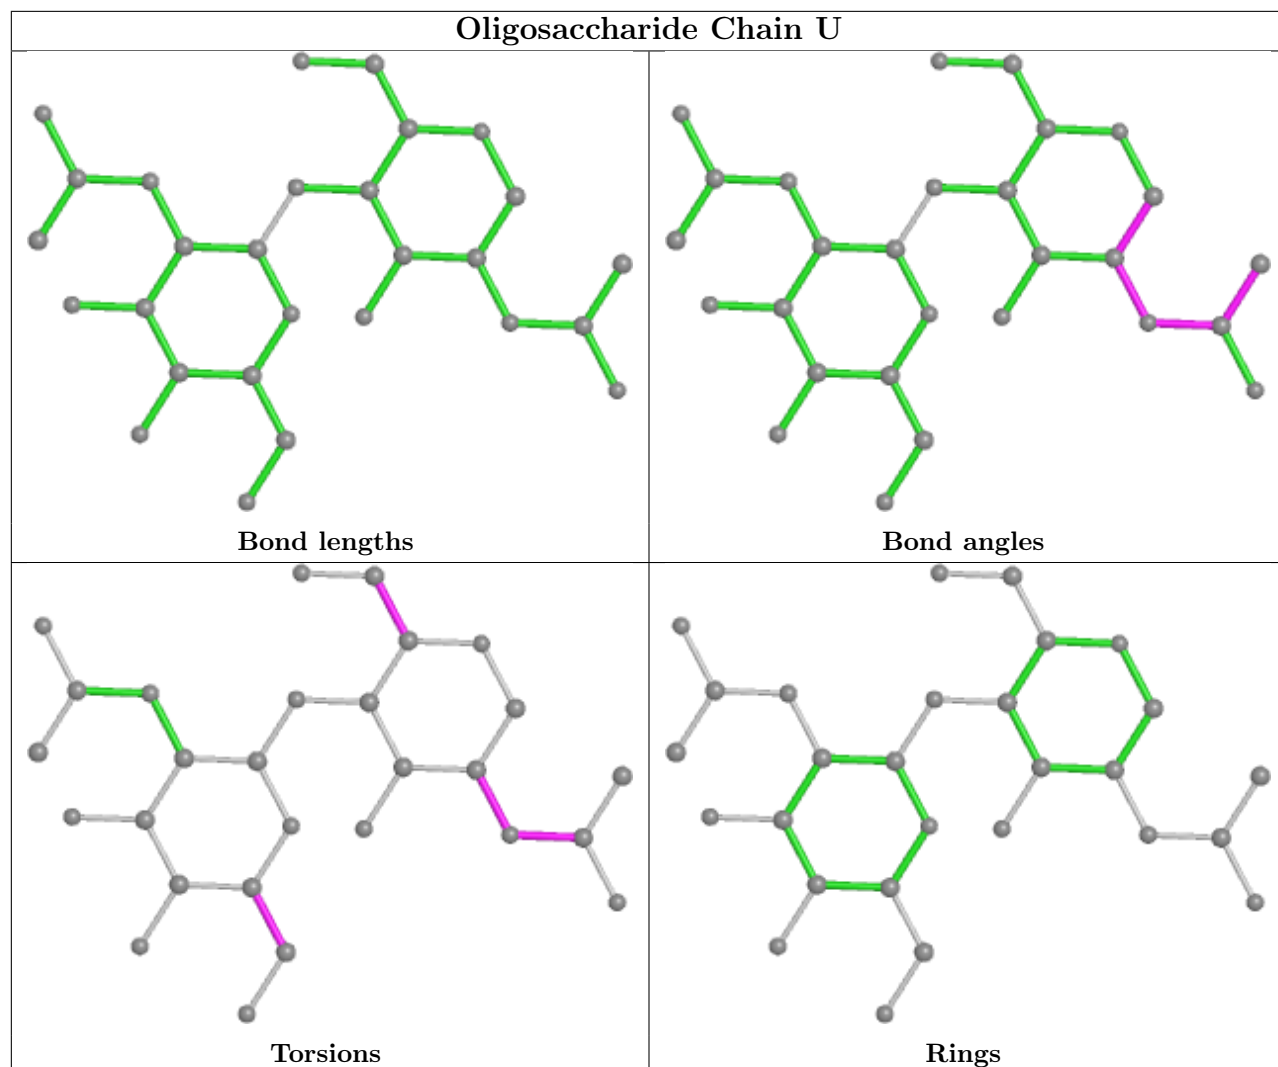 Oligosaccharide Chain U
Bond lengths
Bond angles
Torsions
Rings